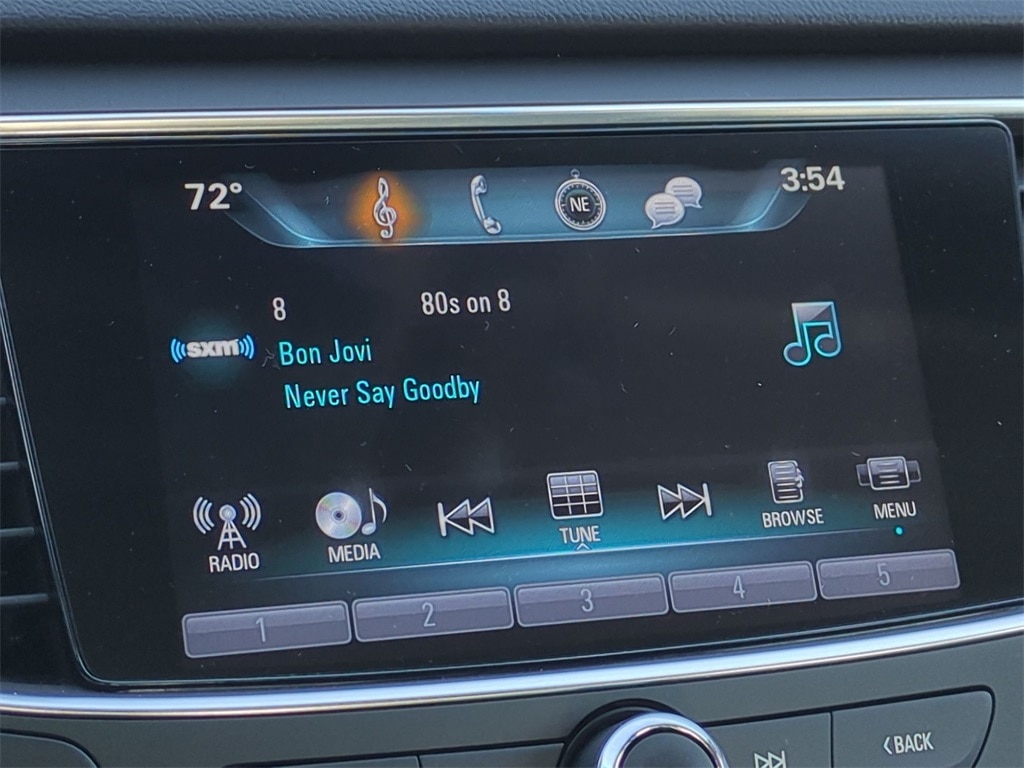 72° 3:54
NE
8 80s on 8
sxm
Bon Jovi
Never Say Goodby
RADIO MEDIA TUNE BROWSE MENU
1 2 3 4 5
BACK